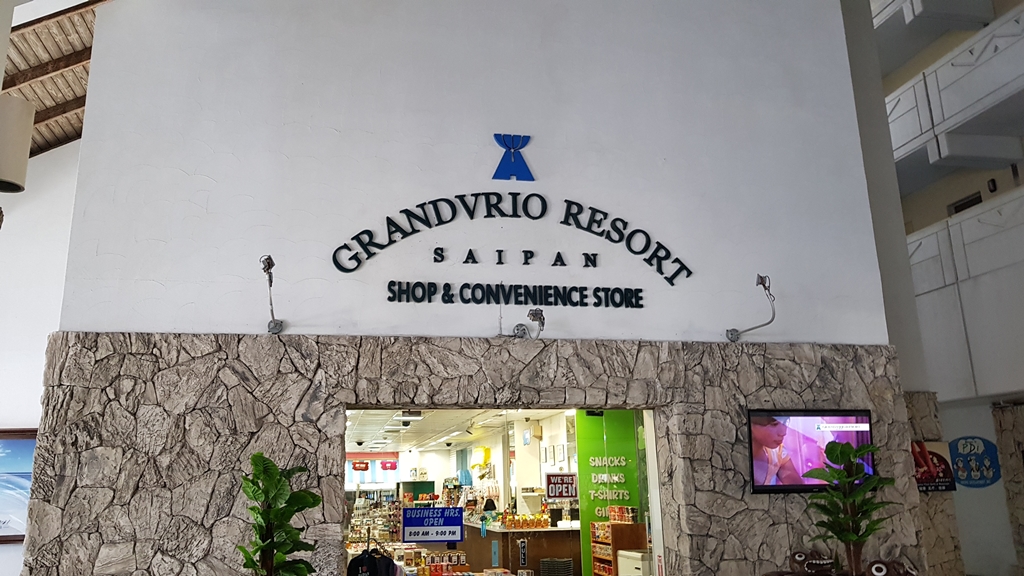 GRANDVRIO RESORT
SAIPAN
SHOP & CONVENIENCE STORE
WE'RE
OPEN
SNACKS
DRINKS
T-SHIRTS
BUSINESS HRS.
OPEN
8:00 AM - 9:00 PM